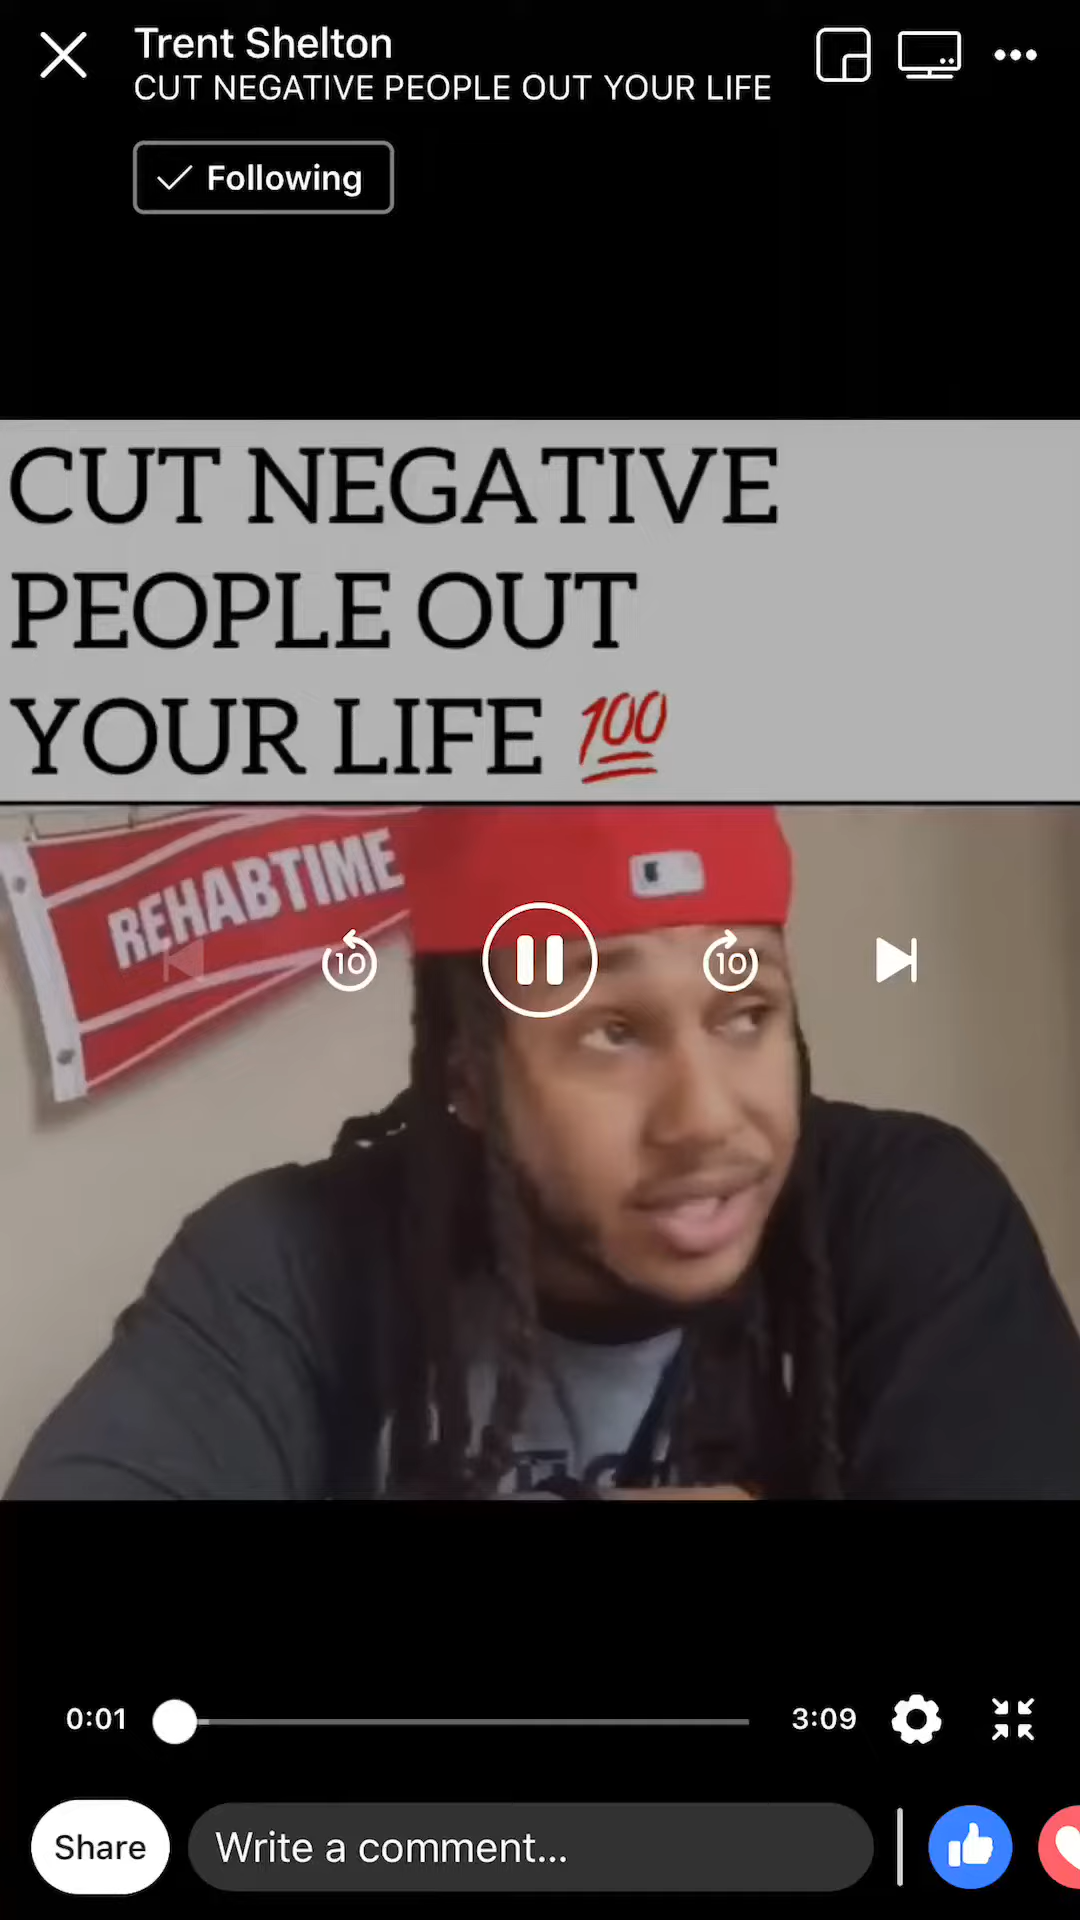 Trent Shelton
CUT NEGATIVE PEOPLE OUT YOUR LIFE
Following
CUT NEGATIVE
PEOPLE OUT
YOUR LIFE 💯
REHABTIME
10
10
0:01
3:09
Share
Write a comment...